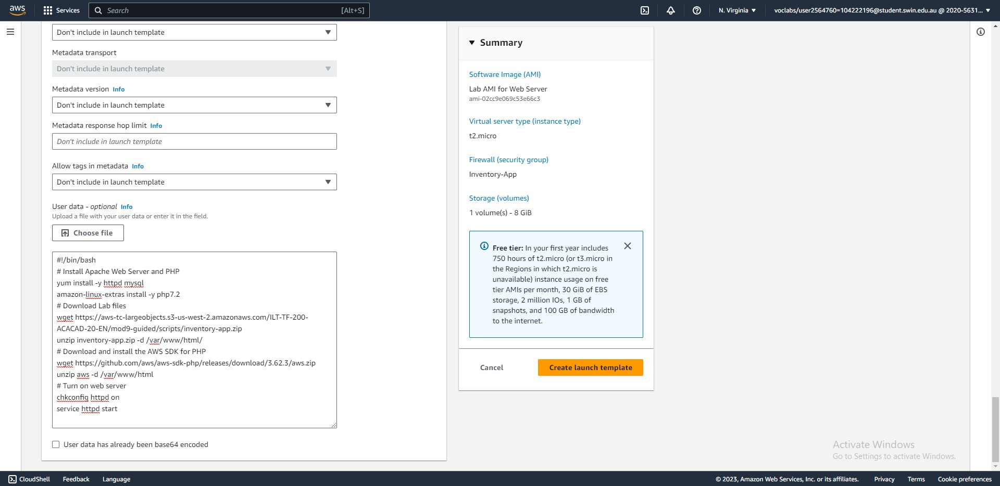 aws
Services
Search
[Alt+S]
N. Virginia
voclabs/user2564760=104222196@student.swin.edu.au @ 2020-5631...
Don't include in launch template
Metadata transport
Don't include in launch template
Metadata version Info
Don't include in launch template
Metadata response hop limit Info
Don't include in launch template
Allow tags in metadata Info
Don't include in launch template
User data - optional Info
Upload a file with your user data or enter it in the field.
Choose file
#!/bin/bash
# Install Apache Web Server and PHP
yum install -y httpd mysql
amazon-linux-extras install -y php7.2
# Download Lab files
wget https://aws-tc-largeobjects.s3-us-west-2.amazonaws.com/ILT-TF-200-
ACACAD-20-EN/mod9-guided/scripts/inventory-app.zip
unzip inventory-app.zip -d /var/www/html/
# Download and install the AWS SDK for PHP
wget https://github.com/aws/aws-sdk-php/releases/download/3.62.3/aws.zip
unzip aws -d /var/www/html
# Turn on web server
chkconfig httpd on
service httpd start
User data has already been base64 encoded
Summary
Software Image (AMI)
Lab AMI for Web Server
ami-02cc9e069c53e66c3
Virtual server type (instance type)
t2.micro
Firewall (security group)
Inventory-App
Storage (volumes)
1 volume(s) - 8 GiB
Free tier: In your first year includes
750 hours of t2.micro (or t3.micro in
the Regions in which t2.micro is
unavailable) instance usage on free
tier AMIs per month, 30 GiB of EBS
storage, 2 million IOs, 1 GB of
snapshots, and 100 GB of bandwidth
to the internet.
Cancel
Create launch template
Activate Windows
Go to Settings to activate Windows.
CloudShell
Feedback
Language
© 2023, Amazon Web Services, Inc. or its affiliates.
Privacy
Terms
Cookie preferences